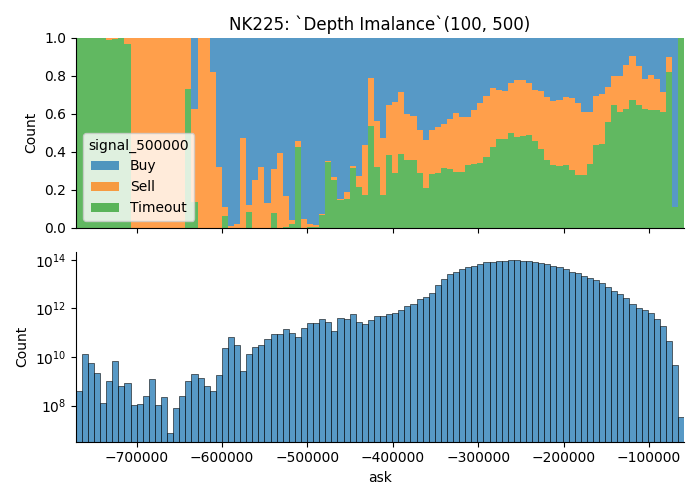 NK225: `Depth Imalance`(100, 500)
1.0
0.8
0.6
0.4
0.2
0.0
Count
signal_500000
Buy
Sell
Timeout
10^14
10^12
10^10
10^8
Count
−700000 −600000 −500000 −400000 −300000 −200000 −100000
ask